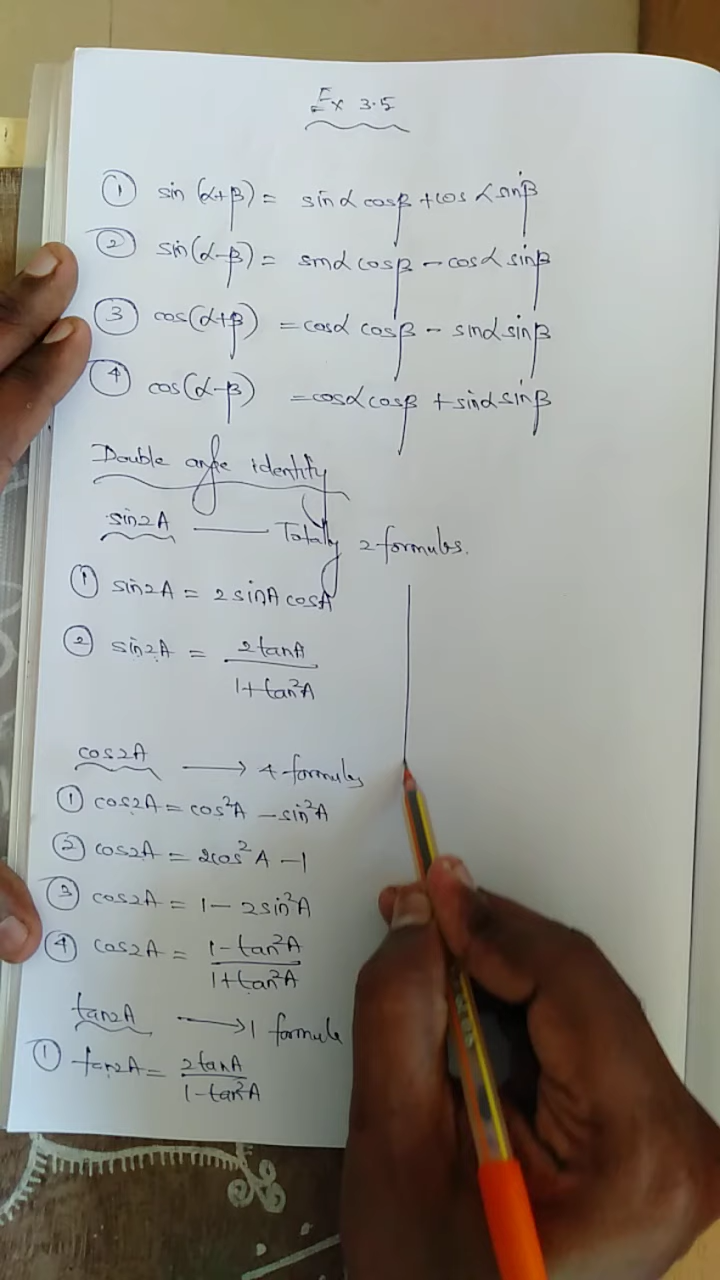 Ex 3.5
① sin(α+β) = sinα cosβ + cosα sinβ
② sin(α-β) = sinα cosβ - cosα sinβ
③ cos(α+β) = cosα cosβ - sinα sinβ
④ cos(α-β) = cosα cosβ + sinα sinβ
Double angle identity
sin2A — Totally 2 formulas.
① sin2A = 2 sinA cosA
② sin2A = 2tanA / 1+tan²A
cos2A → 4 formulas
① cos2A = cos²A - sin²A
② cos2A = 2cos²A - 1
③ cos2A = 1 - 2sin²A
④ cos2A = 1-tan²A / 1+tan²A
tan2A → 1 formula
① tan2A = 2tanA / 1-tan²A